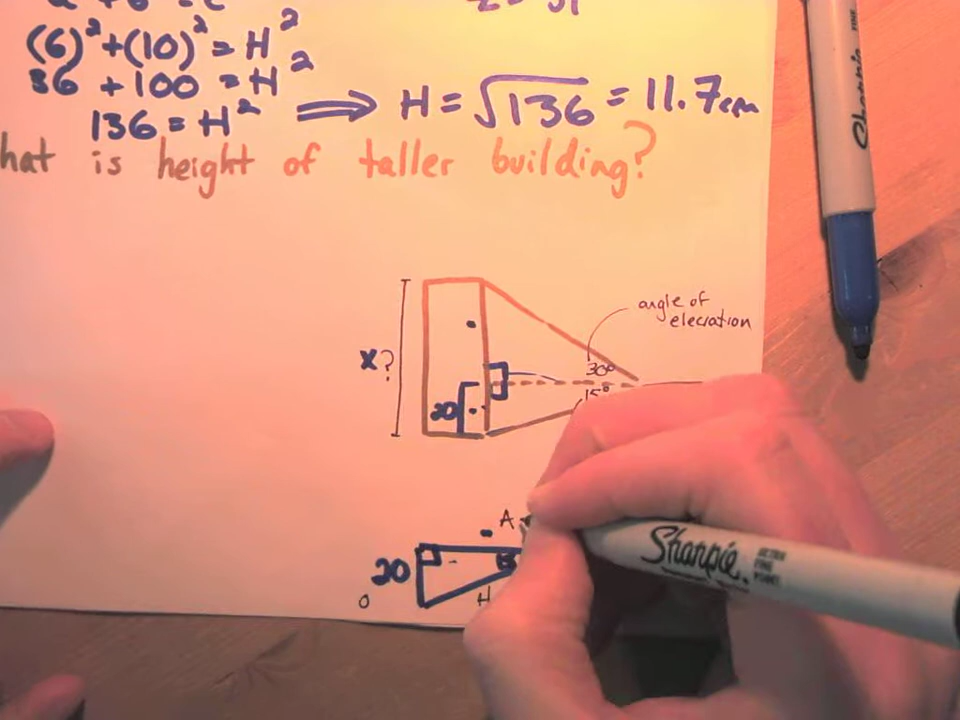 (6)² + (10)² = H²
36 + 100 = H²
136 = H² ⟹ H = √136 = 11.7cm
hat is height of taller building?
angle of
elecration
x?
30°
15°
20
A
20
O
H
Sharpie
Sharpie.